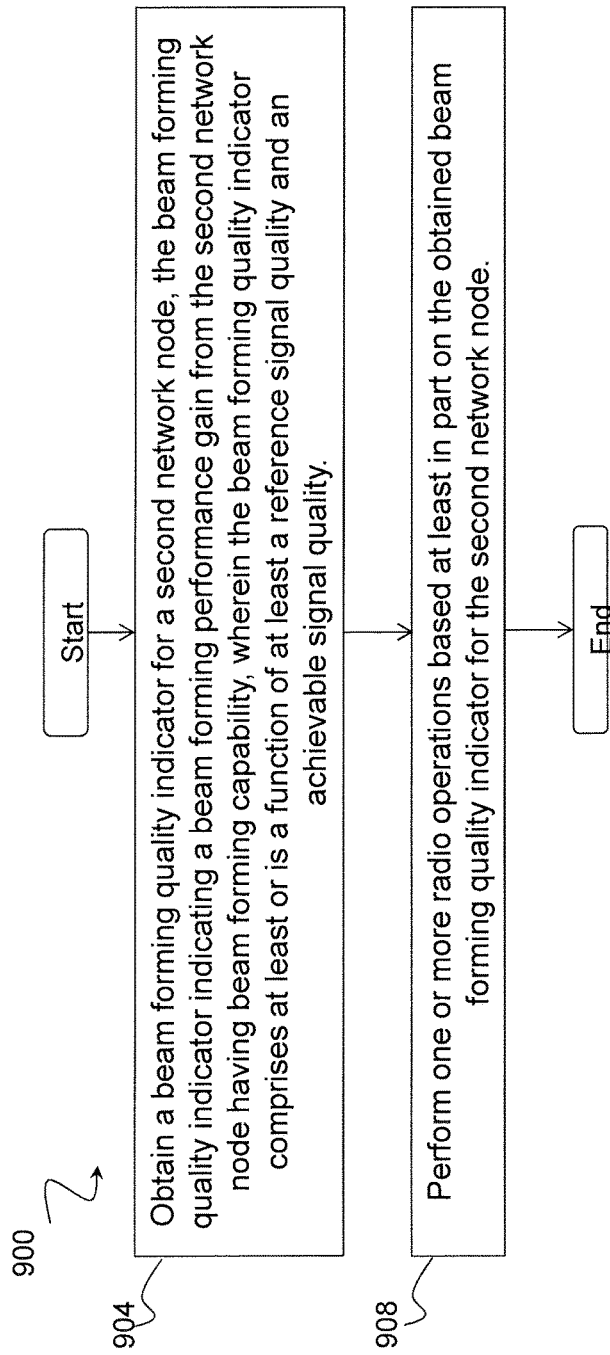 900
Start
904
Obtain a beam forming quality indicator for a second network node, the beam forming
quality indicator indicating a beam forming performance gain from the second network
node having beam forming capability, wherein the beam forming quality indicator
comprises at least or is a function of at least a reference signal quality and an
achievable signal quality.
908
Perform one or more radio operations based at least in part on the obtained beam
forming quality indicator for the second network node.
End